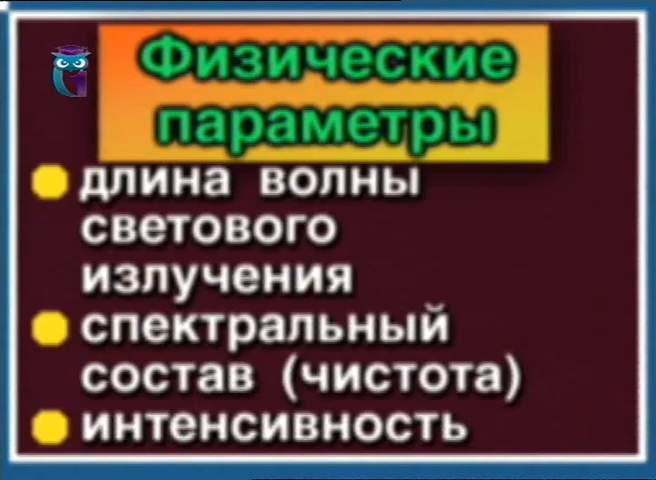 Физические
параметры
длина волны
светового
излучения
спектральный
состав (чистота)
интенсивность